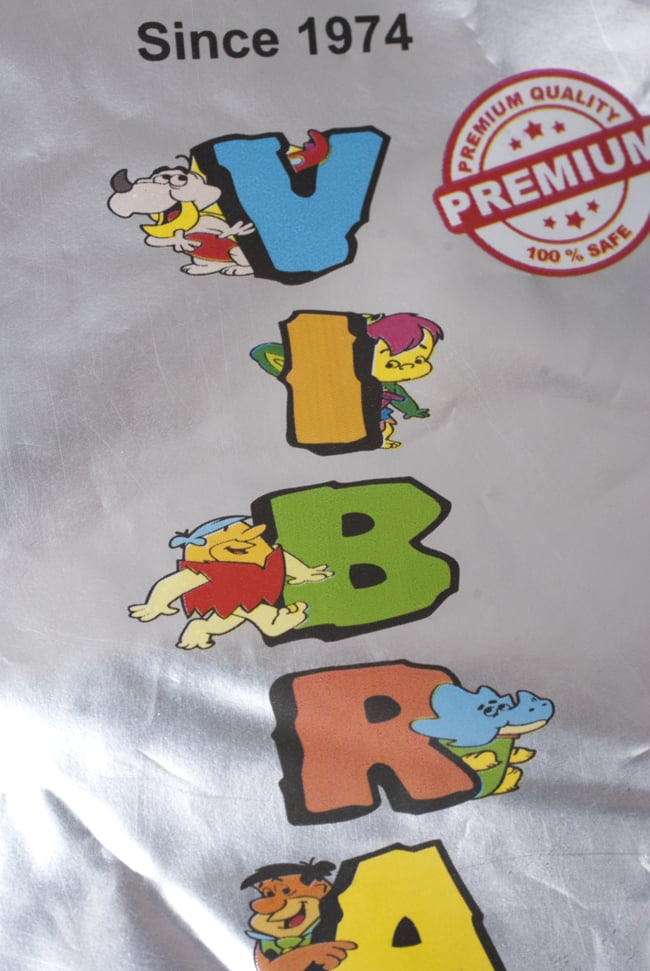 Since 1974
PREMIUM QUALITY
PREMIUM
100 % SAFE
V
I
B
R
A